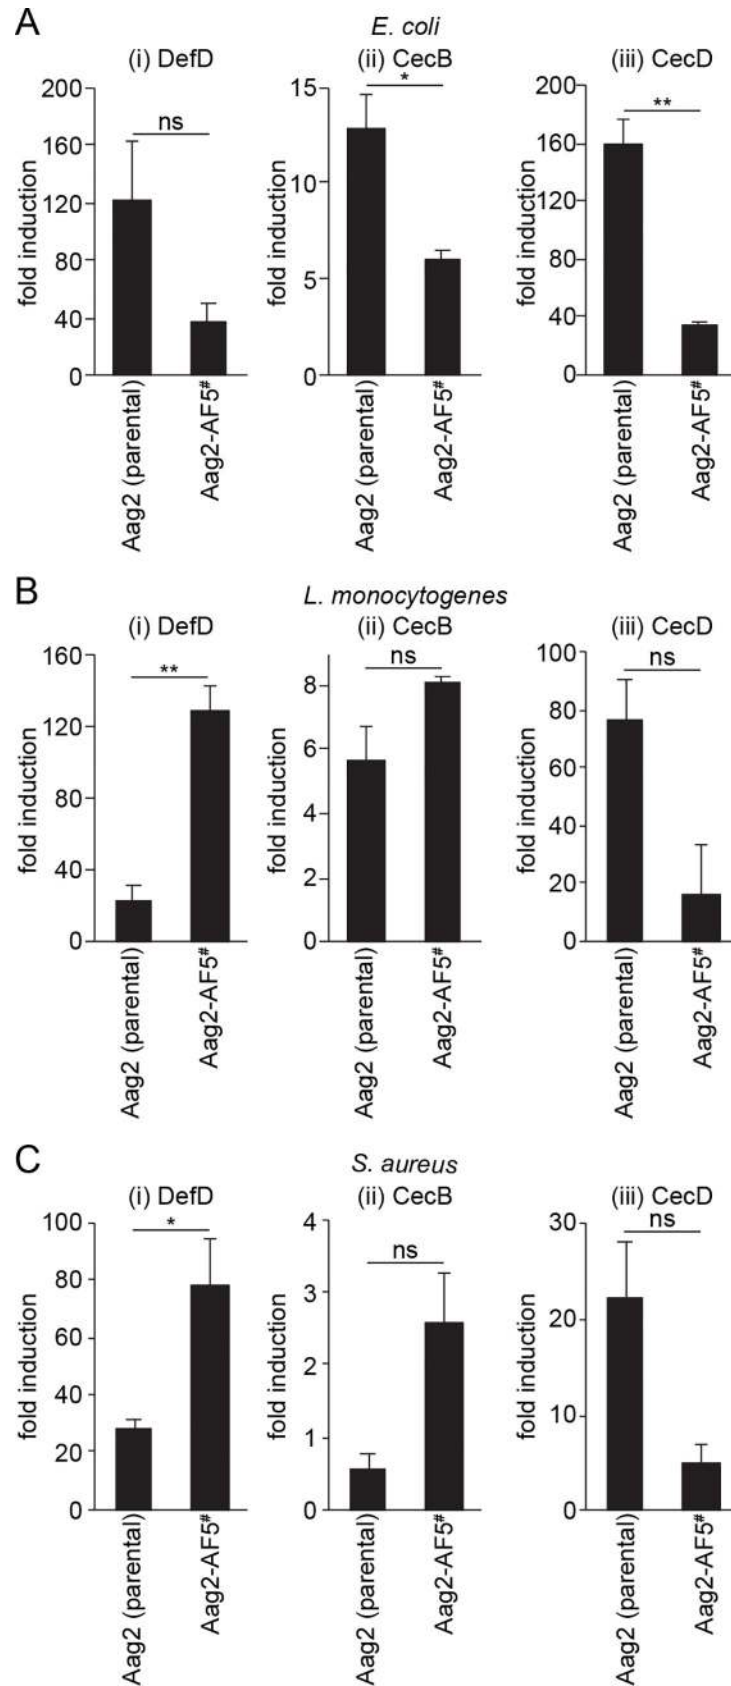 A
E. coli
(i) DefD
(ii) CecB
(iii) CecD
fold induction
200
160
120
80
40
0
ns
Aag2 (parental)
Aag2-AF5#
fold induction
15
10
5
0
*
Aag2 (parental)
Aag2-AF5#
fold induction
200
160
120
80
40
0
**
Aag2 (parental)
Aag2-AF5#
B
L. monocytogenes
(i) DefD
(ii) CecB
(iii) CecD
fold induction
160
120
80
40
0
**
Aag2 (parental)
Aag2-AF5#
fold induction
8
6
4
2
0
ns
Aag2 (parental)
Aag2-AF5#
fold induction
100
80
60
40
20
0
ns
Aag2 (parental)
Aag2-AF5#
C
S. aureus
(i) DefD
(ii) CecB
(iii) CecD
fold induction
100
80
60
40
20
0
*
Aag2 (parental)
Aag2-AF5#
fold induction
4
3
2
1
0
ns
Aag2 (parental)
Aag2-AF5#
fold induction
30
20
10
5
0
ns
Aag2 (parental)
Aag2-AF5#